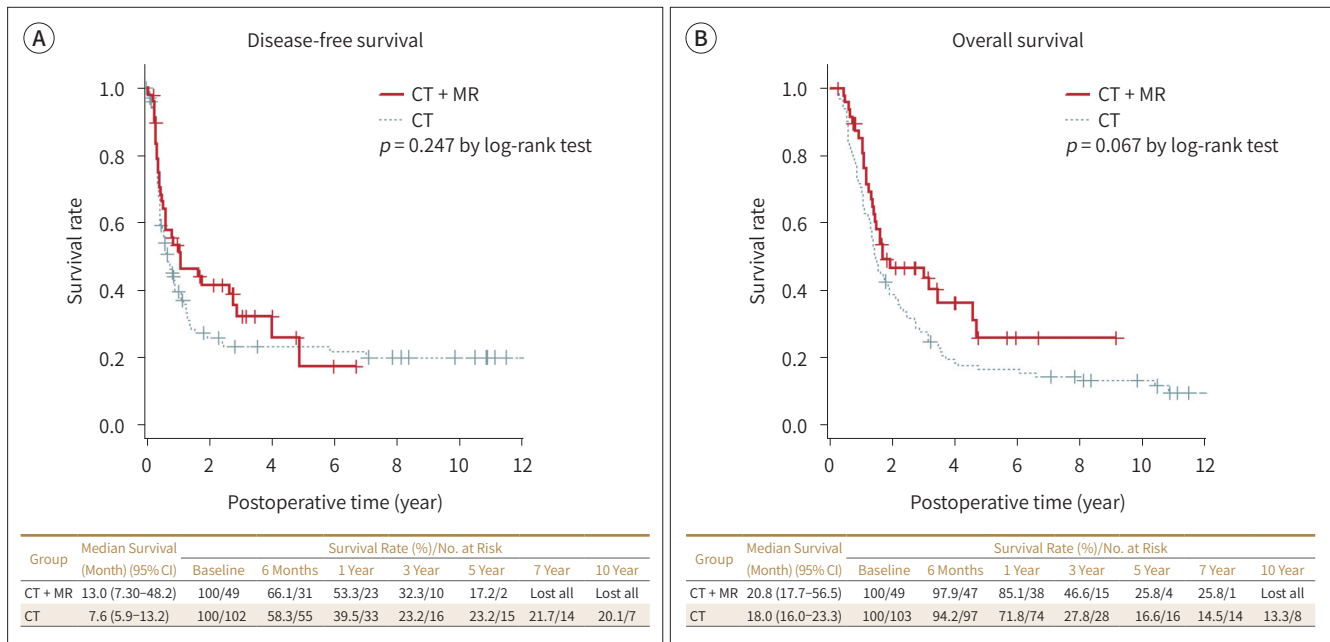 A
Disease-free survival
CT + MR
CT
p = 0.247 by log-rank test
1.0
0.8
0.6
0.4
0.2
0.0
Survival rate
0 2 4 6 8 10 12
Postoperative time (year)
Group Median Survival (Month) (95% CI) Survival Rate (%)/No. at Risk
Baseline 6 Months 1 Year 3 Year 5 Year 7 Year 10 Year
CT + MR 13.0 (7.30–48.2) 100/49 66.1/31 53.3/23 32.3/10 17.2/2 Lost all Lost all
CT 7.6 (5.9–13.2) 100/102 58.3/55 39.5/33 23.2/16 23.2/15 21.7/14 20.1/7
B
Overall survival
CT + MR
CT
p = 0.067 by log-rank test
1.0
0.8
0.6
0.4
0.2
0.0
Survival rate
0 2 4 6 8 10 12
Postoperative time (year)
Group Median Survival (Month) (95% CI) Survival Rate (%)/No. at Risk
Baseline 6 Months 1 Year 3 Year 5 Year 7 Year 10 Year
CT + MR 20.8 (17.7–56.5) 100/49 97.9/47 85.1/38 46.6/15 25.8/4 25.8/1 Lost all
CT 18.0 (16.0–23.3) 100/103 94.2/97 71.8/74 27.8/28 16.6/16 14.5/14 13.3/8